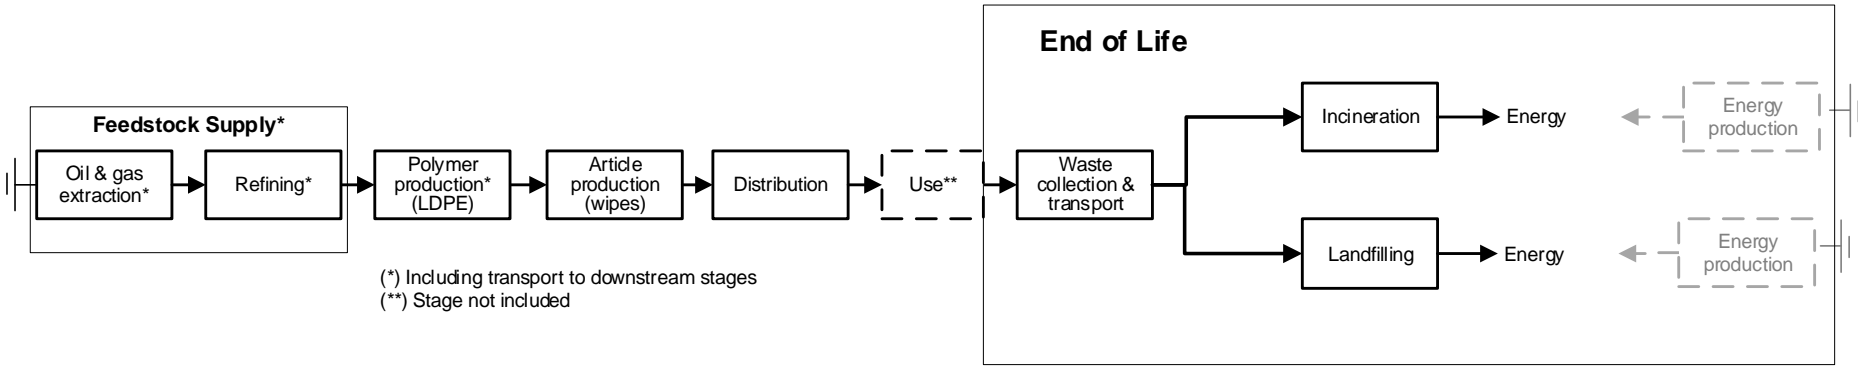 End of Life
Feedstock Supply*
Oil & gas
extraction*
Refining*
Polymer
production*
(LDPE)
Article
production
(wipes)
Distribution
Use**
Waste
collection &
transport
Incineration
Energy
Energy
production
Landfilling
Energy
Energy
production
(*) Including transport to downstream stages
(**) Stage not included